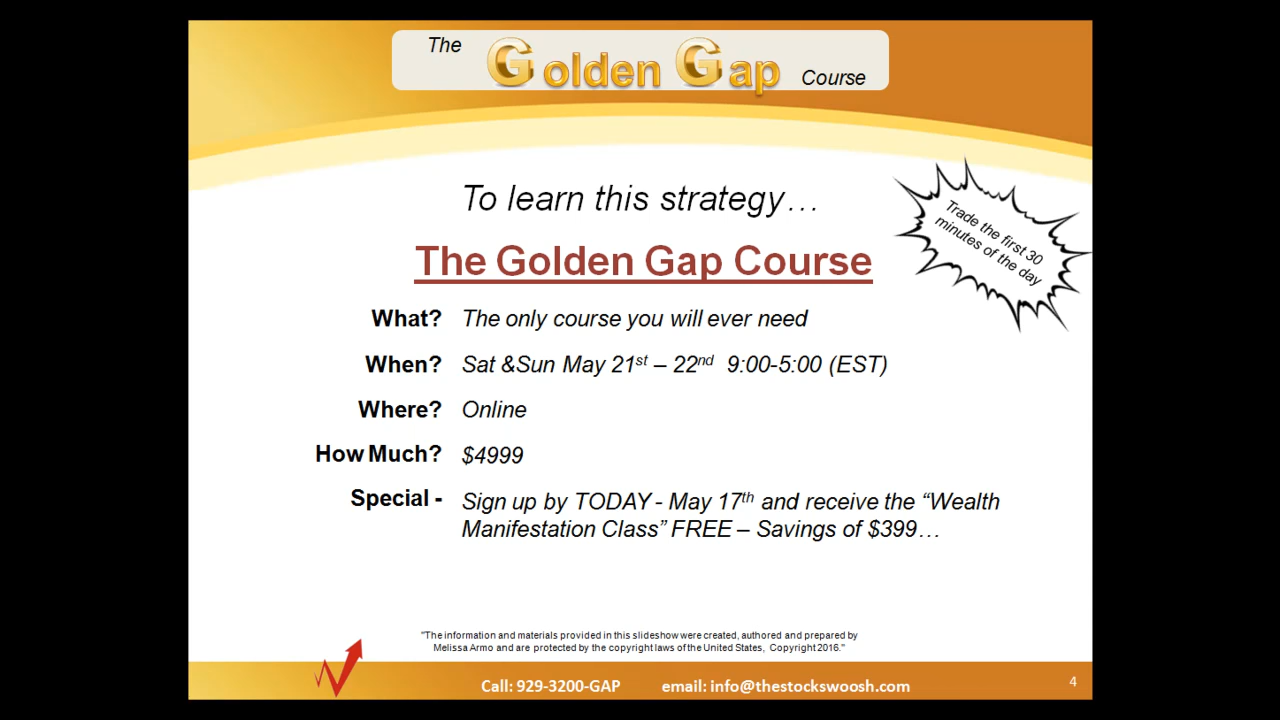 The Golden Gap Course
To learn this strategy…
Trade the first 30
minutes of the day
The Golden Gap Course
What? The only course you will ever need
When? Sat &Sun May 21st – 22nd 9:00-5:00 (EST)
Where? Online
How Much? $4999
Special - Sign up by TODAY - May 17th and receive the “Wealth
Manifestation Class” FREE – Savings of $399…
"The information and materials provided in this slideshow were created, authored and prepared by
Melissa Armo and are protected by the copyright laws of the United States, Copyright 2016."
Call: 929-3200-GAP email: info@thestockswoosh.com 4